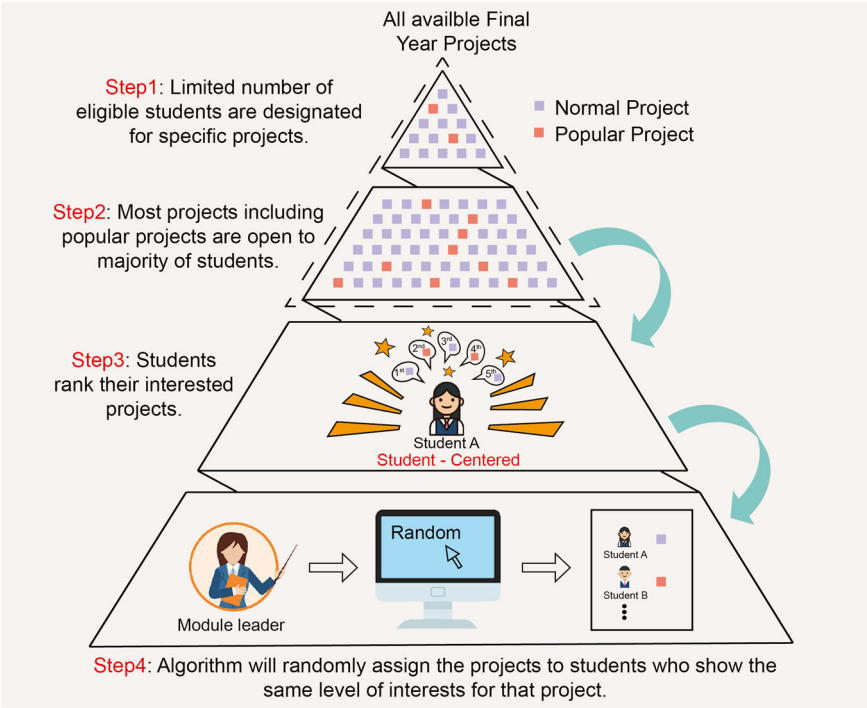 All availble Final
Year Projects
Step1: Limited number of
eligible students are designated
for specific projects.
Normal Project
Popular Project
Step2: Most projects including
popular projects are open to
majority of students.
Step3: Students
rank their interested
projects.
1st
2nd
3rd
4th
5th
Student A
Student - Centered
Random
Module leader
Student A
Student B
Step4: Algorithm will randomly assign the projects to students who show the
same level of interests for that project.